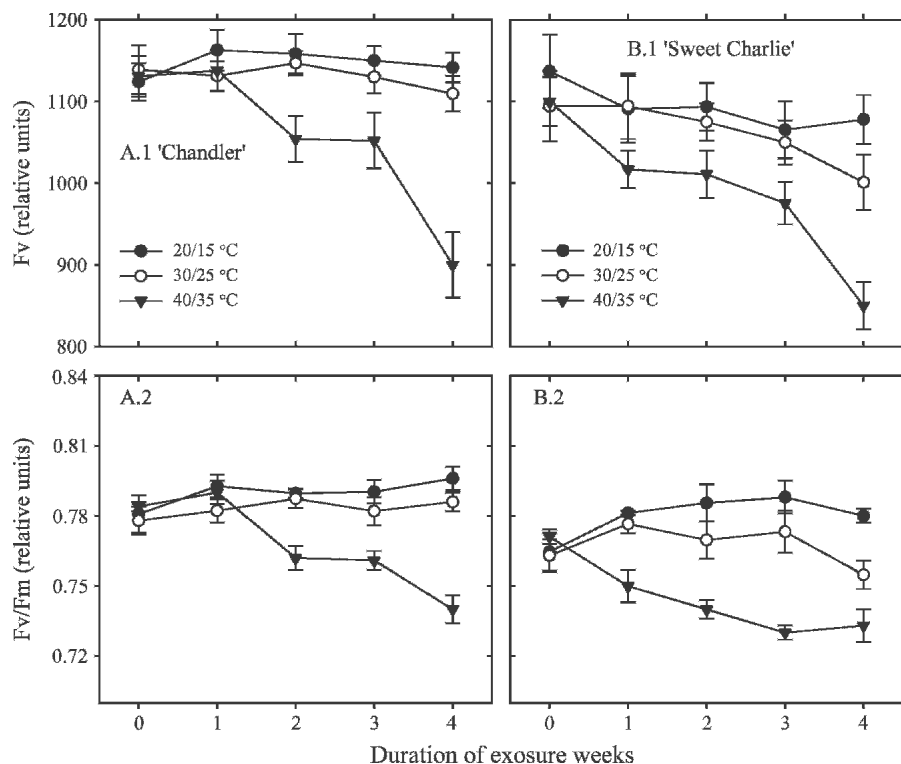 1200
1100
1000
900
800
Fv (relative units)
A.1 'Chandler'
20/15 °C
30/25 °C
40/35 °C
B.1 'Sweet Charlie'
20/15 °C
30/25 °C
40/35 °C
0.84
0.81
0.78
0.75
0.72
Fv/Fm (relative units)
A.2
B.2
0 1 2 3 4
0 1 2 3 4
Duration of exosure weeks